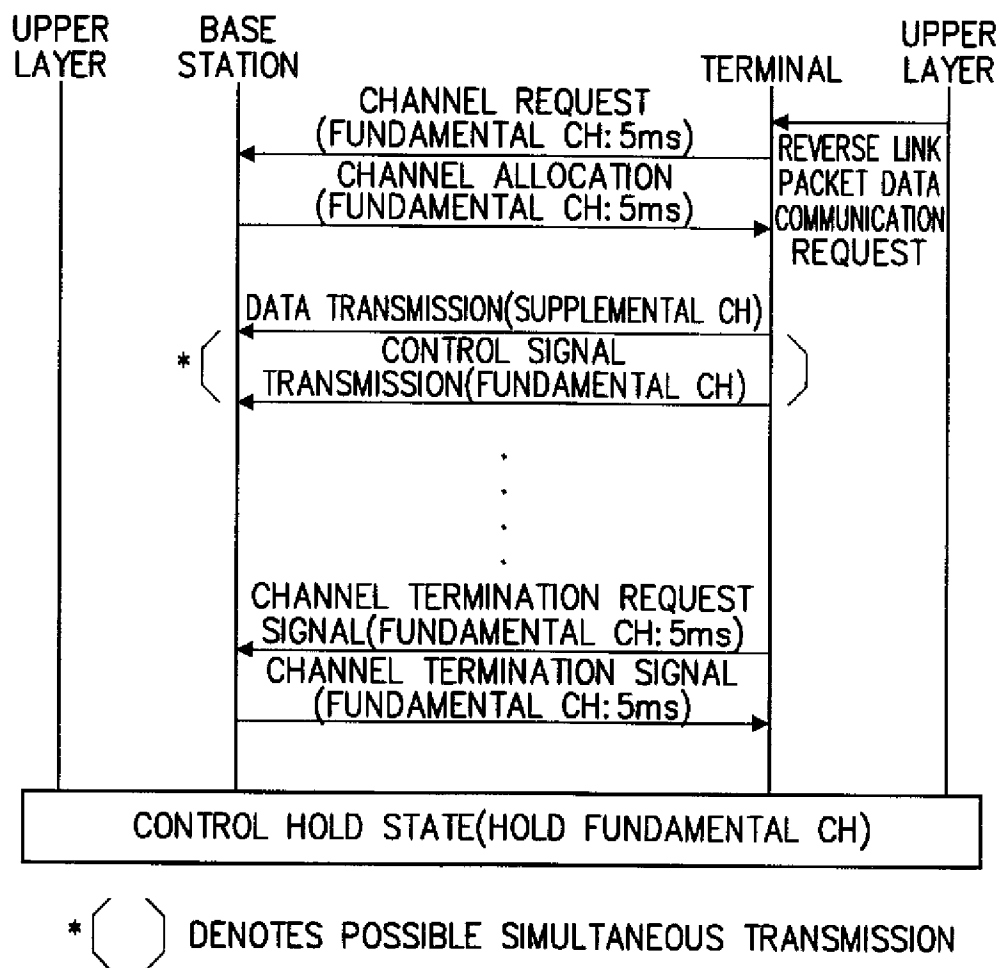 UPPER LAYER
BASE STATION
TERMINAL
UPPER LAYER
CHANNEL REQUEST
(FUNDAMENTAL CH:5ms)
REVERSE LINK
PACKET DATA
COMMUNICATION
REQUEST
CHANNEL ALLOCATION
(FUNDAMENTAL CH:5ms)
DATA TRANSMISSION(SUPPLEMENTAL CH)
*
CONTROL SIGNAL
TRANSMISSION(FUNDAMENTAL CH)
CHANNEL TERMINATION REQUEST
SIGNAL(FUNDAMENTAL CH:5ms)
CHANNEL TERMINATION SIGNAL
(FUNDAMENTAL CH:5ms)
CONTROL HOLD STATE(HOLD FUNDAMENTAL CH)
*( ) DENOTES POSSIBLE SIMULTANEOUS TRANSMISSION